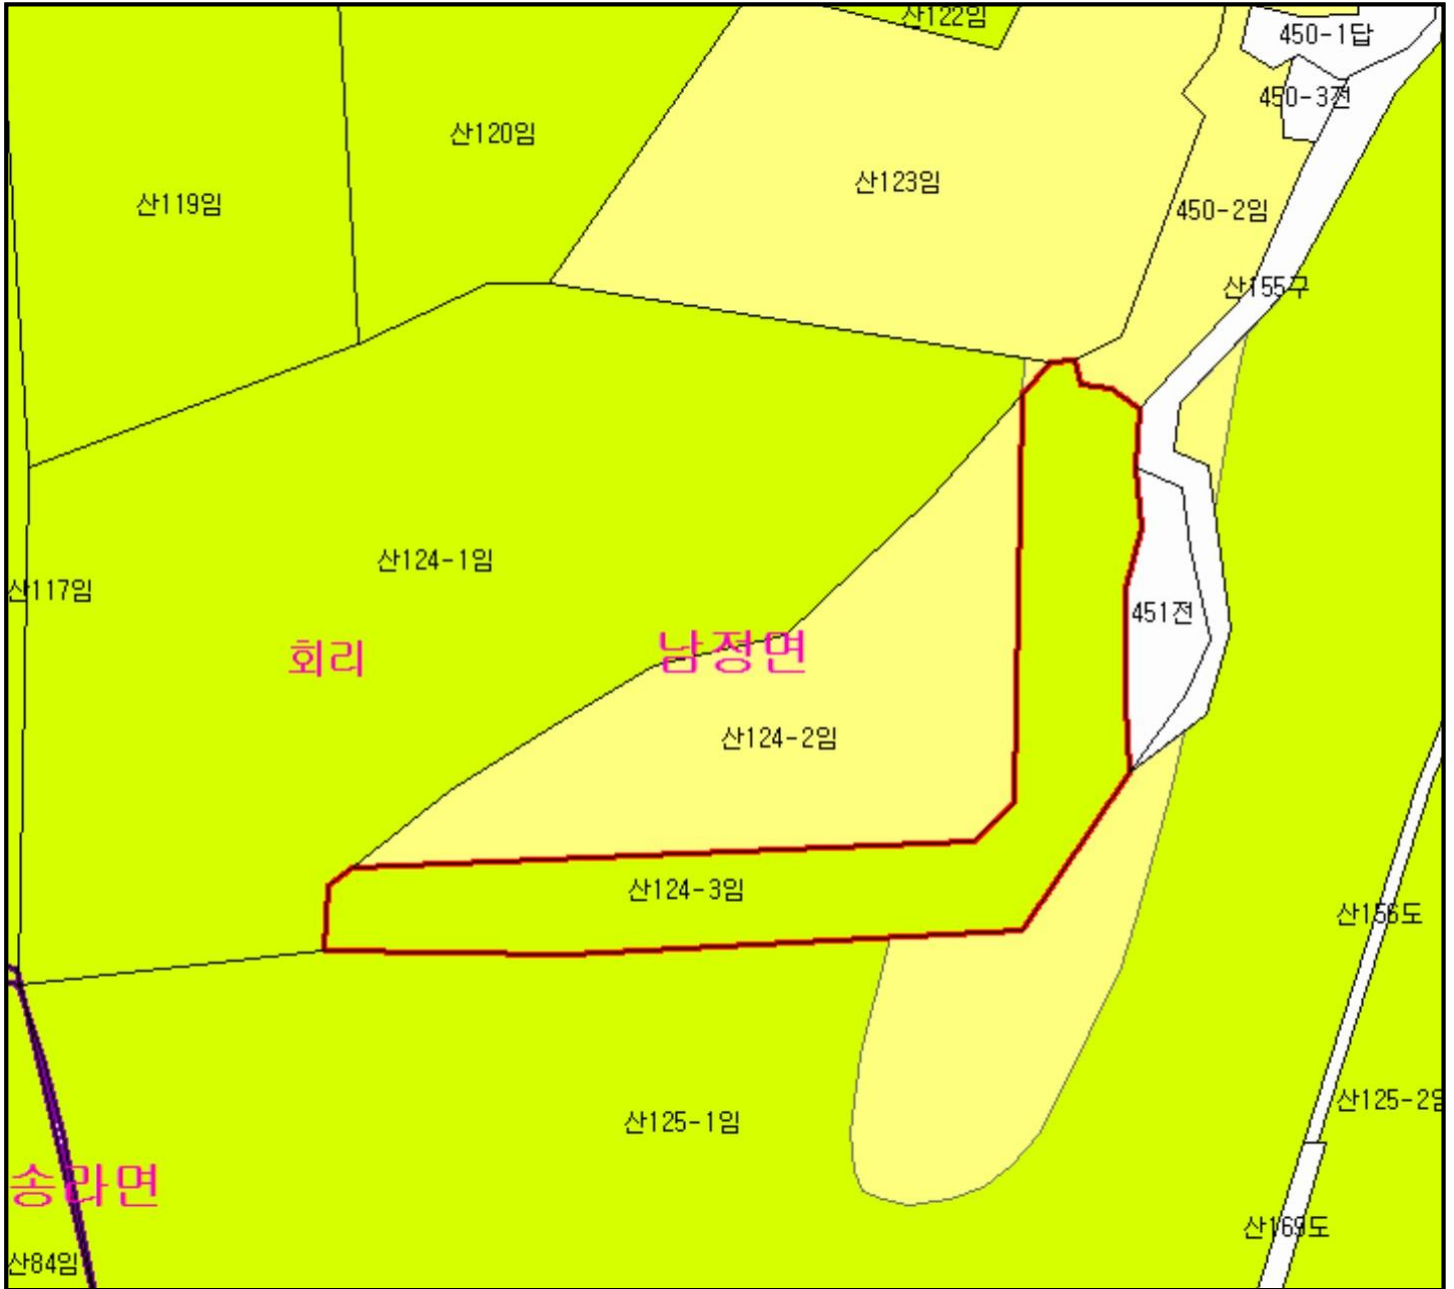 산122임
450-1답
450-3전
산120임
산123임
산119임
450-2임
산155구
산124-1임
산117임
451전
회리
남정면
산124-2임
산124-3임
산156도
산125-2임
산125-1임
송라면
산169도
산84임